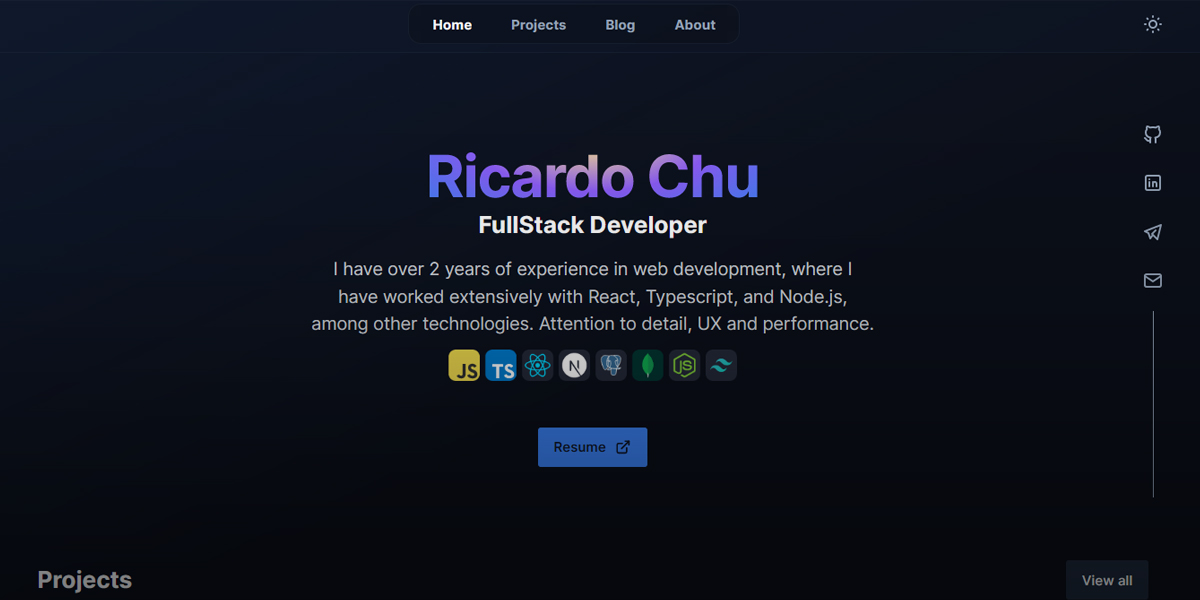 Home Projects Blog About
Ricardo Chu
FullStack Developer
I have over 2 years of experience in web development, where I
have worked extensively with React, Typescript, and Node.js,
among other technologies. Attention to detail, UX and performance.
JS TS N JS
Resume
Projects View all
in